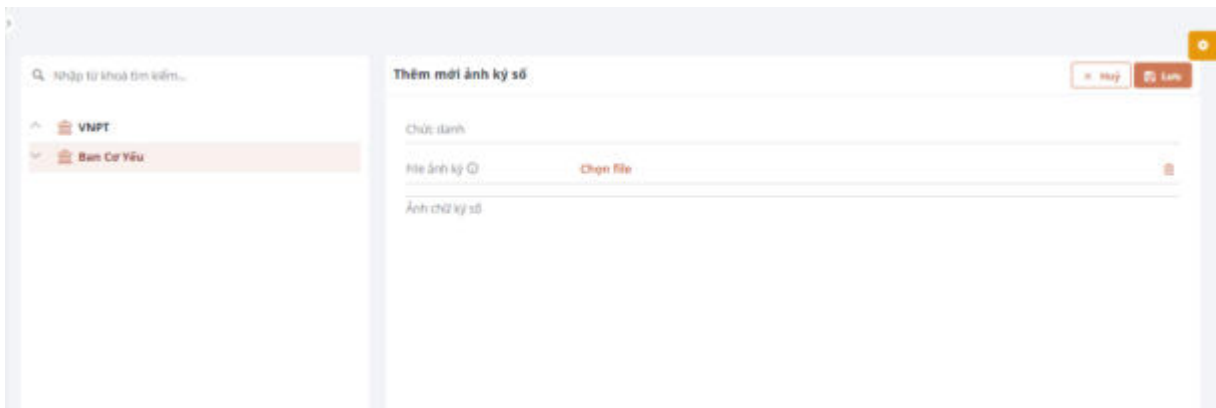 Nhập từ khoá tìm kiếm...
VNPT
Ban Cơ Yếu
Thêm mới ảnh ký số
× Huỷ
Lưu
Chức danh
File ảnh ký
Chọn file
Ảnh chữ ký số